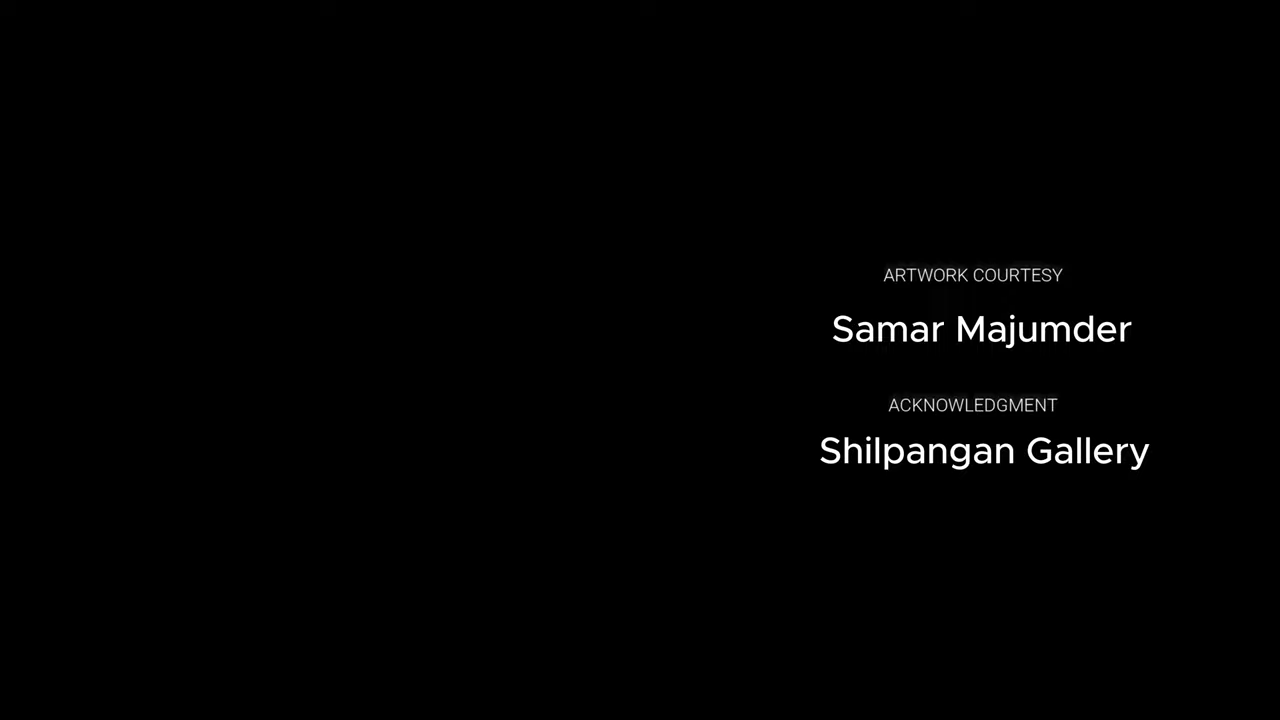 ARTWORK COURTESY
Samar Majumder
ACKNOWLEDGMENT
Shilpangan Gallery